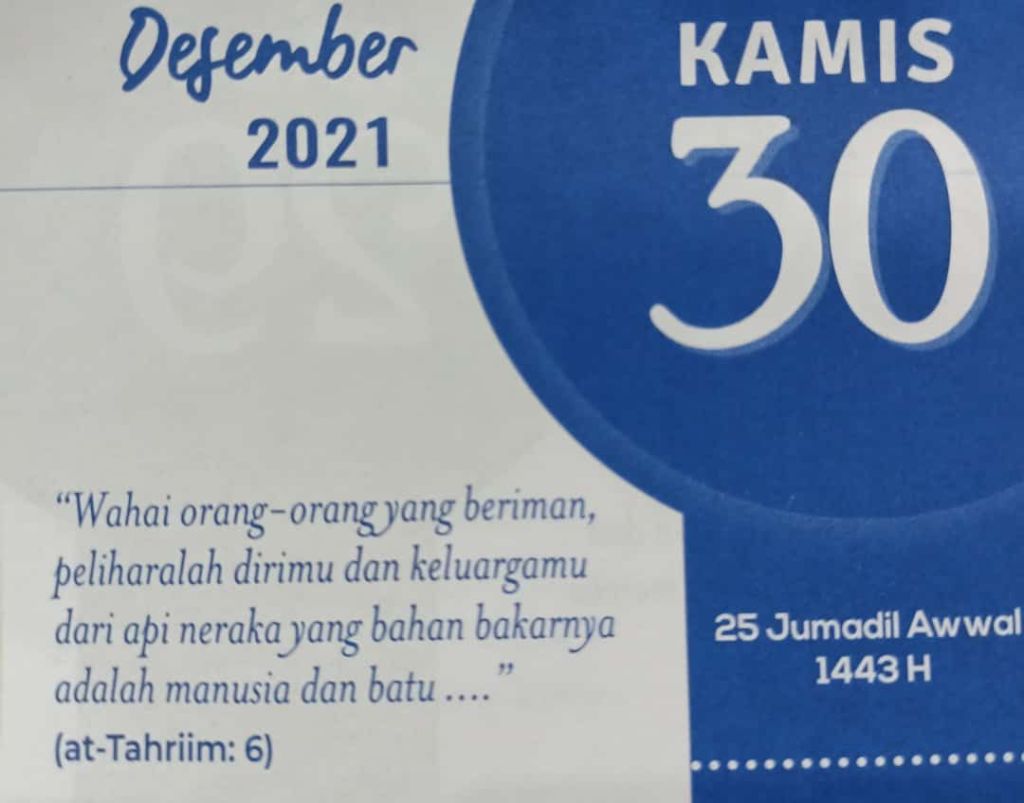 Desember
2021
KAMIS
30
“Wahai orang-orang yang beriman,
peliharalah dirimu dan keluargamu
dari api neraka yang bahan bakarnya
adalah manusia dan batu ....”
(at-Tahriim: 6)
25 Jumadil Awwal
1443 H